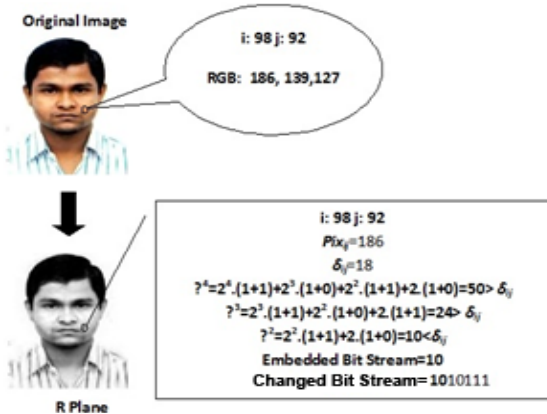 Original Image
i: 98 j: 92
RGB: 186, 139,127
i: 98 j: 92
Pixᵢⱼ=186
δᵢⱼ=18
?⁴=2⁴.(1+1)+2³.(1+0)+2².(1+1)+2.(1+0)=50> δᵢⱼ
?³=2³.(1+1)+2².(1+0)+2.(1+1)=24> δᵢⱼ
?²=2².(1+1)+2.(1+0)=10<δᵢⱼ
Embedded Bit Stream=10
Changed Bit Stream= 1010111
R Plane